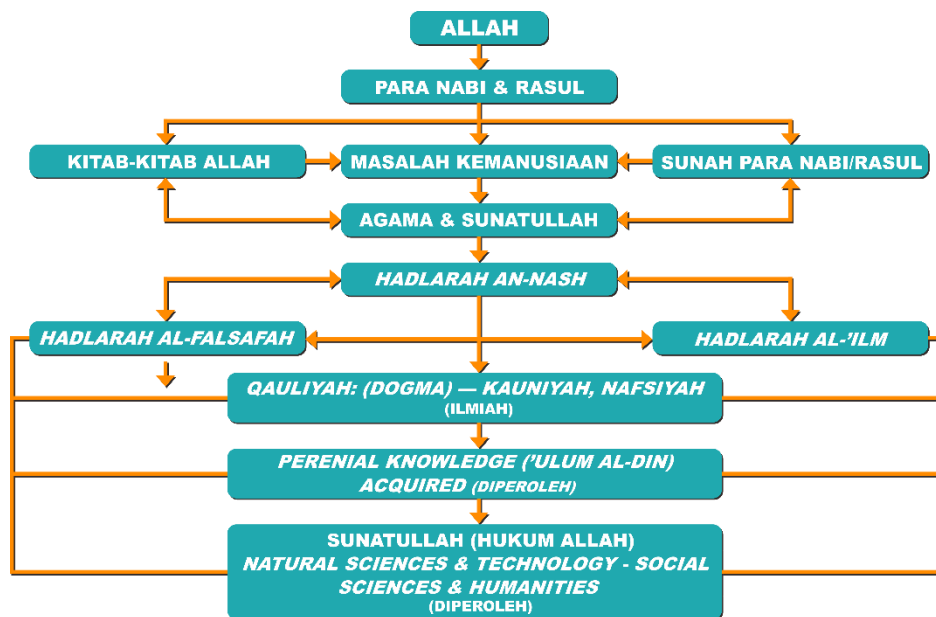 ALLAH
PARA NABI & RASUL
KITAB-KITAB ALLAH
MASALAH KEMANUSIAAN
SUNAH PARA NABI/RASUL
AGAMA & SUNATULLAH
HADLARAH AN-NASH
HADLARAH AL-FALSAFAH
HADLARAH AL-’ILM
QAULIYAH: (DOGMA) — KAUNIYAH, NAFSIYAH
(ILMIAH)
PERENIAL KNOWLEDGE (’ULUM AL-DIN)
ACQUIRED (DIPEROLEH)
SUNATULLAH (HUKUM ALLAH)
NATURAL SCIENCES & TECHNOLOGY - SOCIAL
SCIENCES & HUMANITIES
(DIPEROLEH)